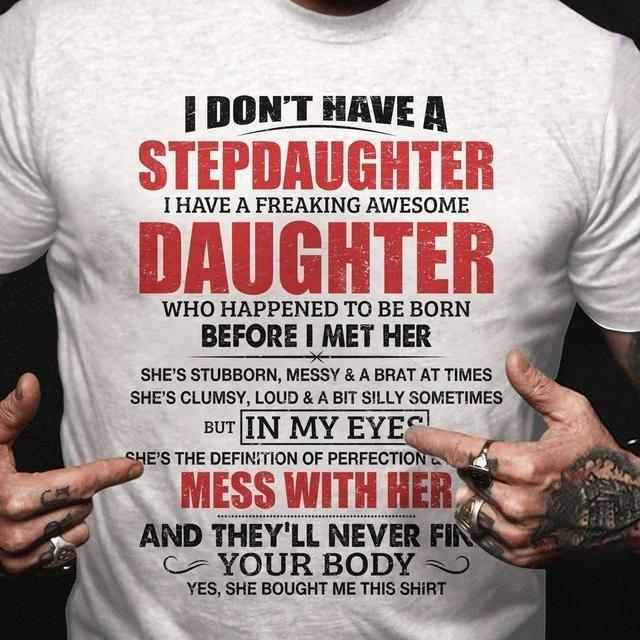 I DON'T HAVE A
STEPDAUGHTER
I HAVE A FREAKING AWESOME
DAUGHTER
WHO HAPPENED TO BE BORN
BEFORE I MET HER
SHE'S STUBBORN, MESSY & A BRAT AT TIMES
SHE'S CLUMSY, LOUD & A BIT SILLY SOMETIMES
BUT IN MY EYES
SHE'S THE DEFINITION OF PERFECTION &
MESS WITH HER
AND THEY'LL NEVER FIN
YOUR BODY
YES, SHE BOUGHT ME THIS SHIRT